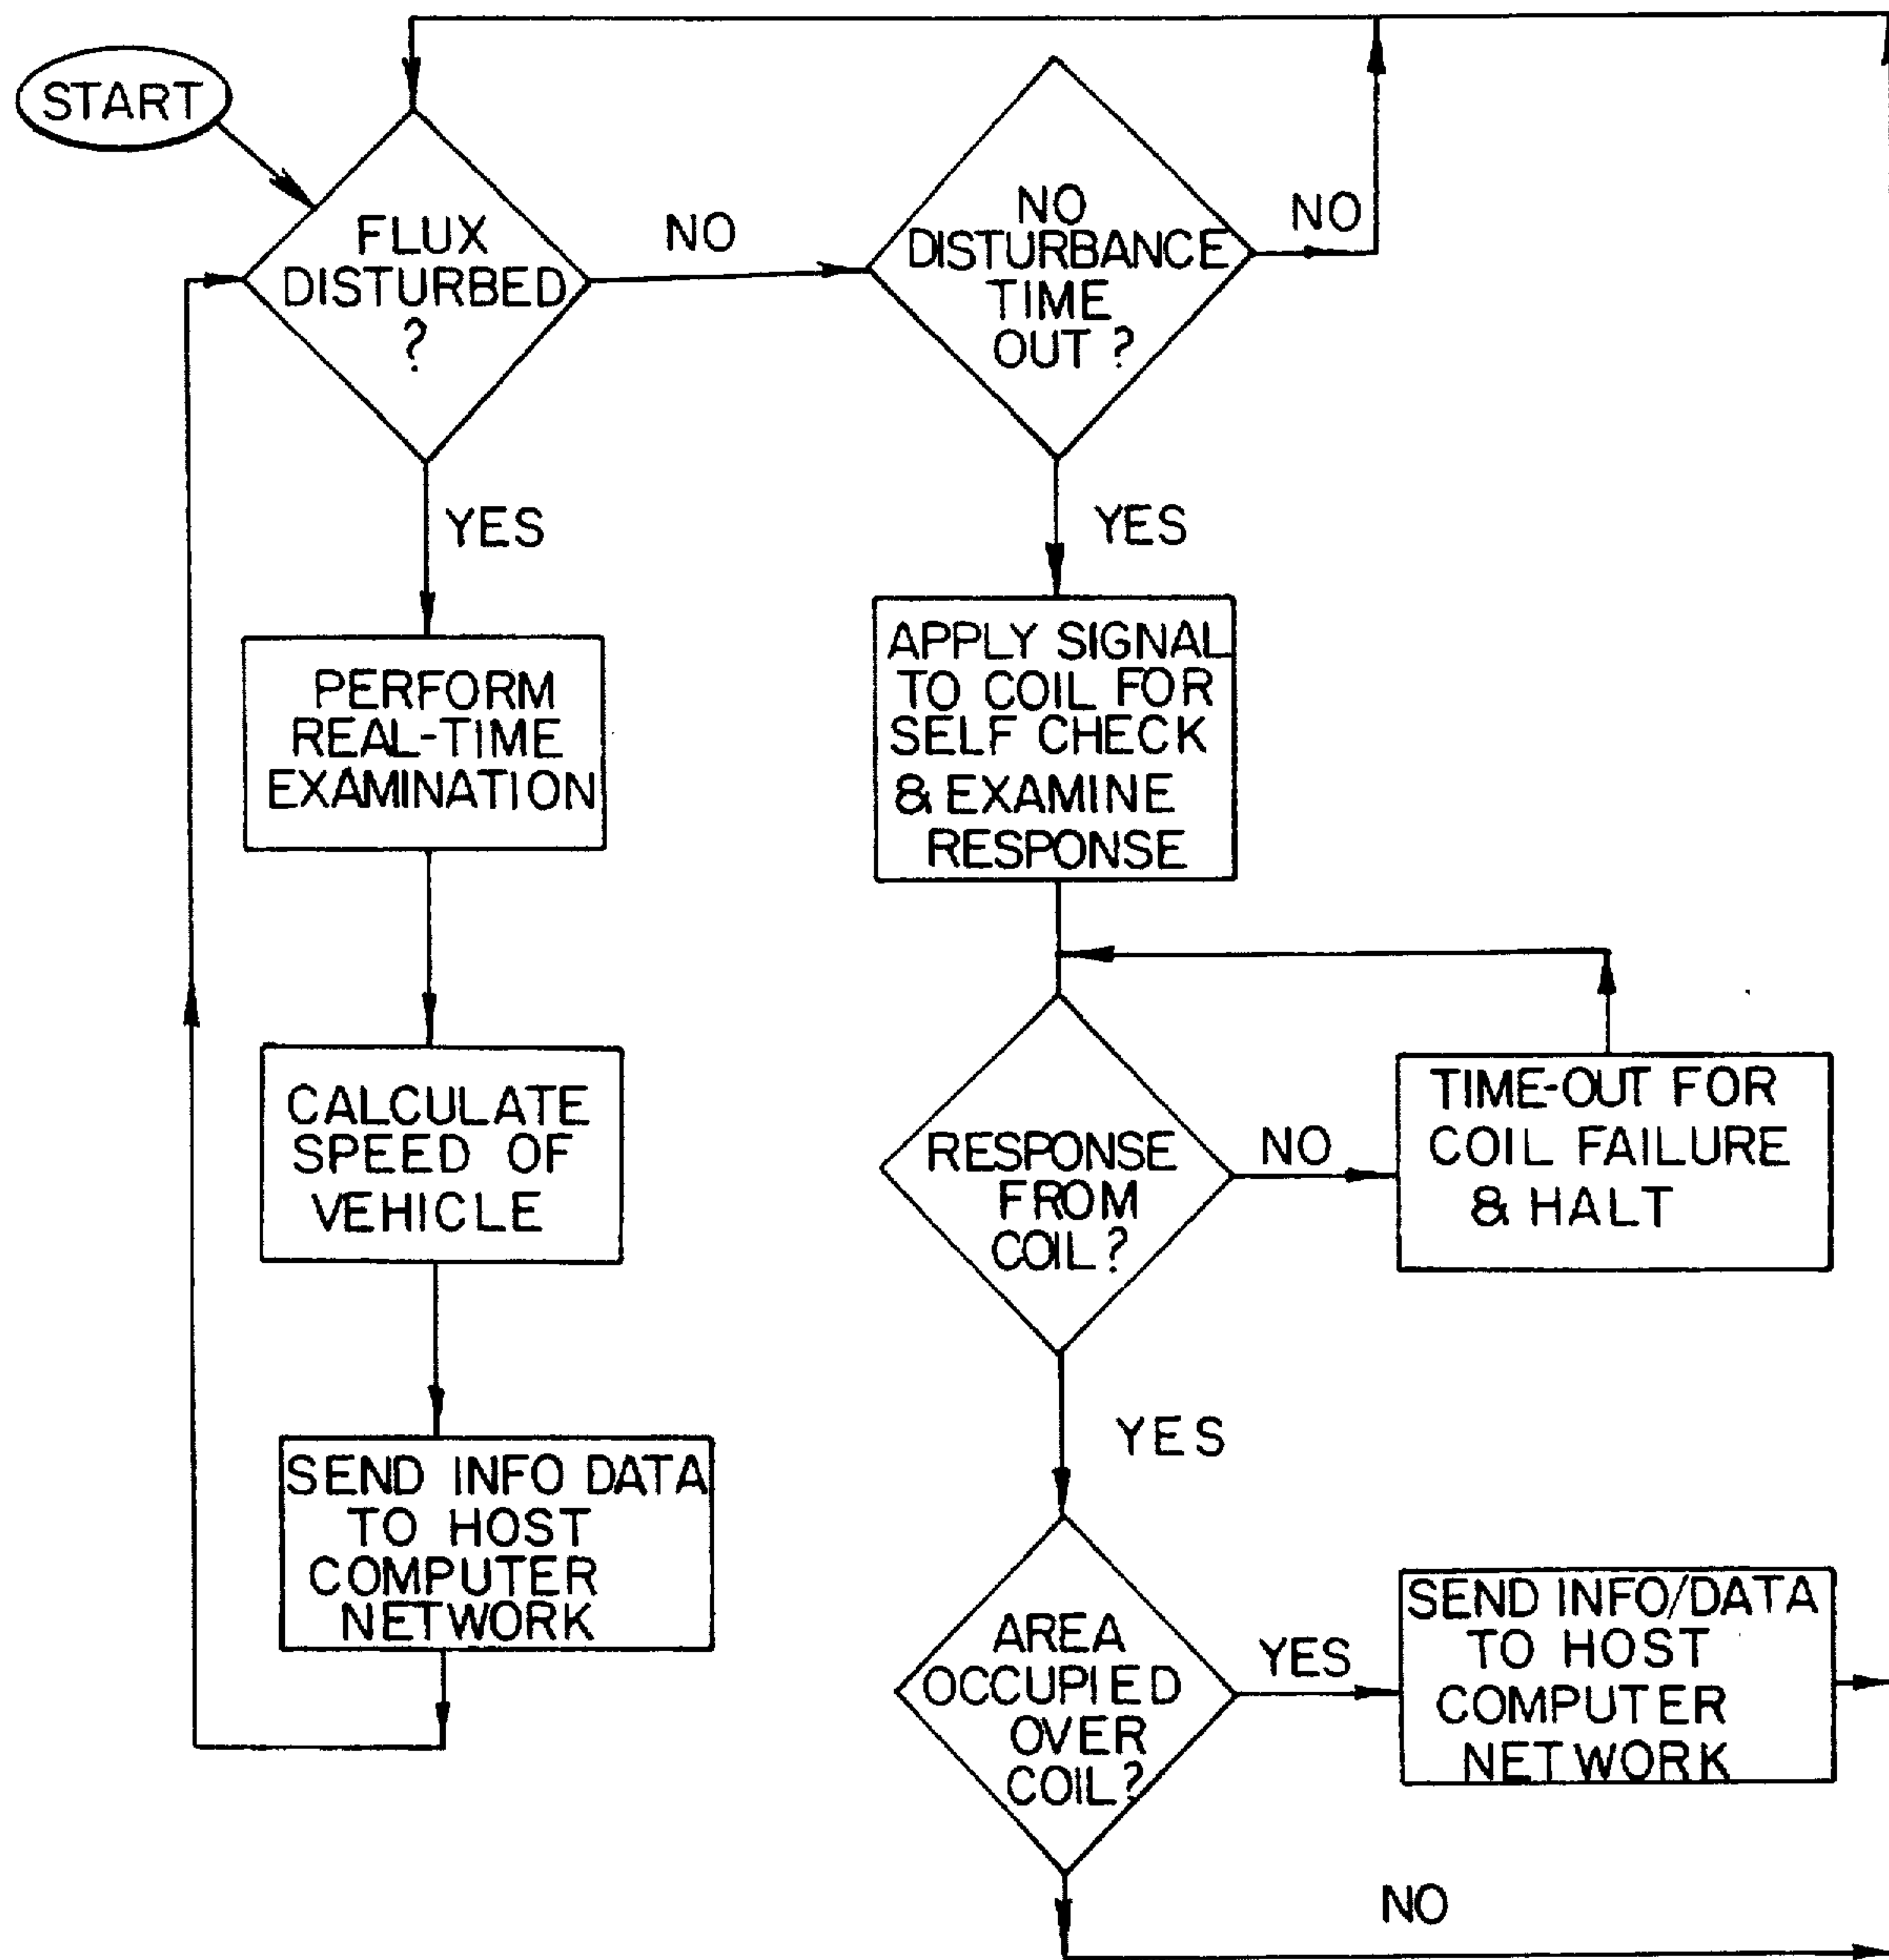 START
FLUX
DISTURBED
?
NO
NO
DISTURBANCE
TIME
OUT ?
NO
YES
YES
PERFORM
REAL-TIME
EXAMINATION
APPLY SIGNAL
TO COIL FOR
SELF CHECK
& EXAMINE
RESPONSE
CALCULATE
SPEED OF
VEHICLE
RESPONSE
FROM
COIL?
NO
TIME-OUT FOR
COIL FAILURE
& HALT
YES
SEND INFO DATA
TO HOST
COMPUTER
NETWORK
AREA
OCCUPIED
OVER
COIL?
YES
SEND INFO/DATA
TO HOST
COMPUTER
NETWORK
NO